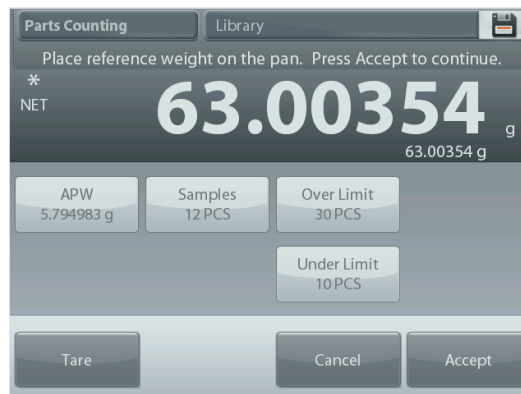 Parts Counting
Library
Place reference weight on the pan. Press Accept to continue.
*
NET
63.00354 g
63.00354 g
APW
5.794983 g
Samples
12 PCS
Over Limit
30 PCS
Under Limit
10 PCS
Tare
Cancel
Accept